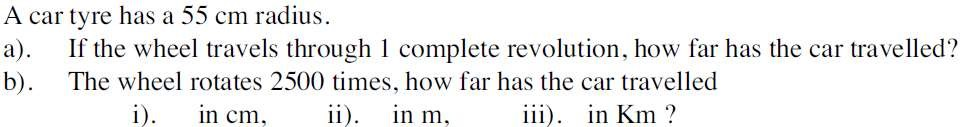 A car tyre has a 55 cm radius.
a). If the wheel travels through 1 complete revolution, how far has the car travelled?
b). The wheel rotates 2500 times, how far has the car travelled
i). in cm, ii). in m, iii). in Km ?